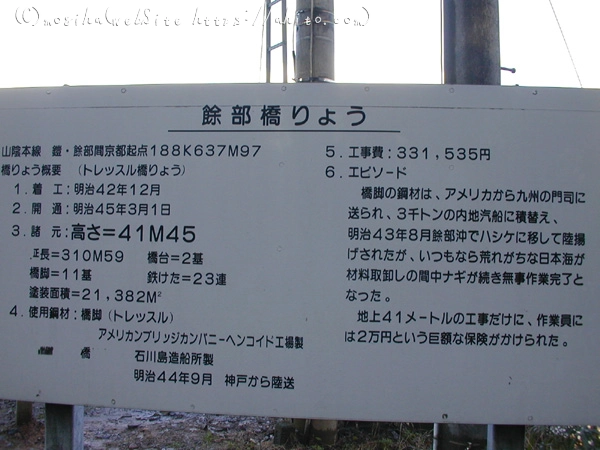 (C)mosiha(WebSite https://anito.com)
餘部橋りょう
山陰本線 鎧・餘部間京都起点188K637M97
橋りょう概要 (トレッスル橋りょう)
1.着 工:明治42年12月
2.開 通:明治45年3月1日
3.諸 元:高さ=41M45
正長=310M59 橋台=2基
橋脚=11基 鉄けた=23連
塗装面積=21,382M²
4.使用鋼材:橋脚(トレッスル)
アメリカンブリッジカンパニーヘンコイド工場製
橋 石川島造船所製
明治44年9月 神戸から陸送
5.工事費:331,535円
6.エピソード
橋脚の鋼材は、アメリカから九州の門司に
送られ、3千トンの内地汽船に積替え、
明治43年8月餘部沖でハシケに移して陸揚
げされたが、いつもなら荒れがちな日本海が
材料取卸しの間中ナギが続き無事作業完了と
なった。
地上41メートルの工事だけに、作業員に
は2万円という巨額な保険がかけられた。